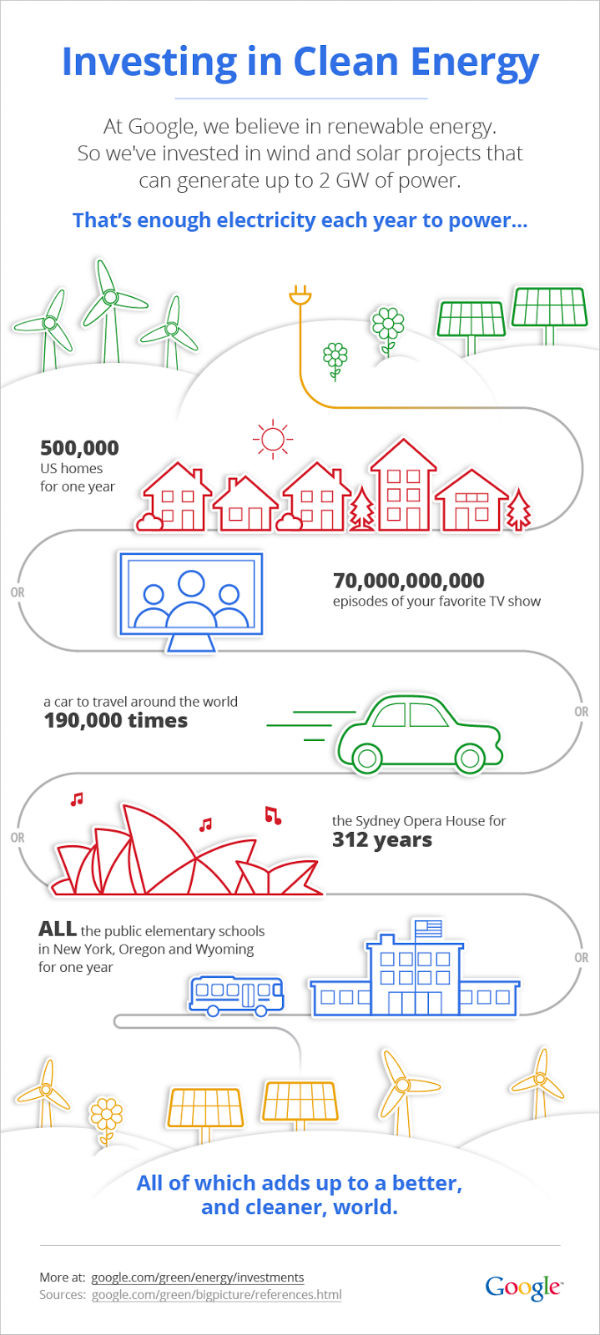 Investing in Clean Energy
At Google, we believe in renewable energy.
So we've invested in wind and solar projects that
can generate up to 2 GW of power.
That's enough electricity each year to power...
500,000
US homes
for one year
OR
70,000,000,000
episodes of your favorite TV show
a car to travel around the world
190,000 times
OR
OR
the Sydney Opera House for
312 years
ALL the public elementary schools
in New York, Oregon and Wyoming
for one year
OR
All of which adds up to a better,
and cleaner, world.
More at: google.com/green/energy/investments
Sources: google.com/green/bigpicture/references.html
Google